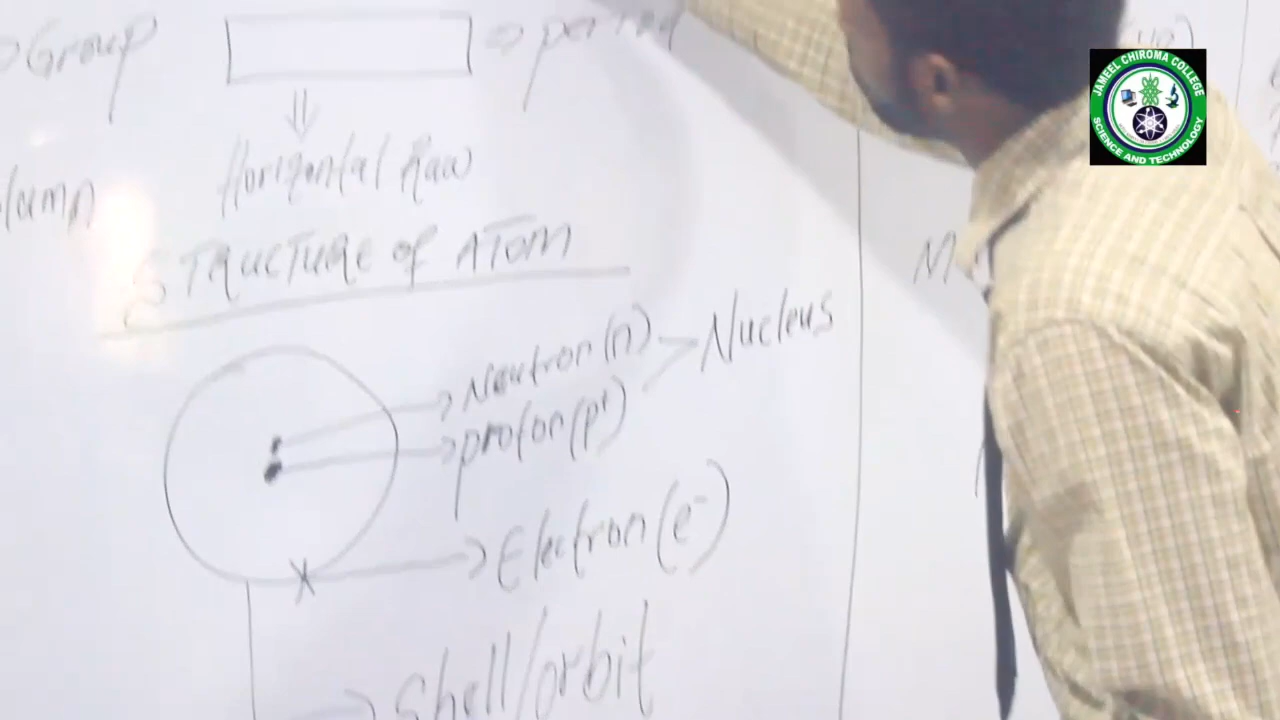 Group
period
Horizontal Raw
STRUCTURE of ATOM
Neutron (n)
Nucleus
proton (p⁺)
Electron (e⁻)
Shell/orbit
JAMEEL CHIROMA COLLEGE
SCIENCE AND TECHNOLOGY